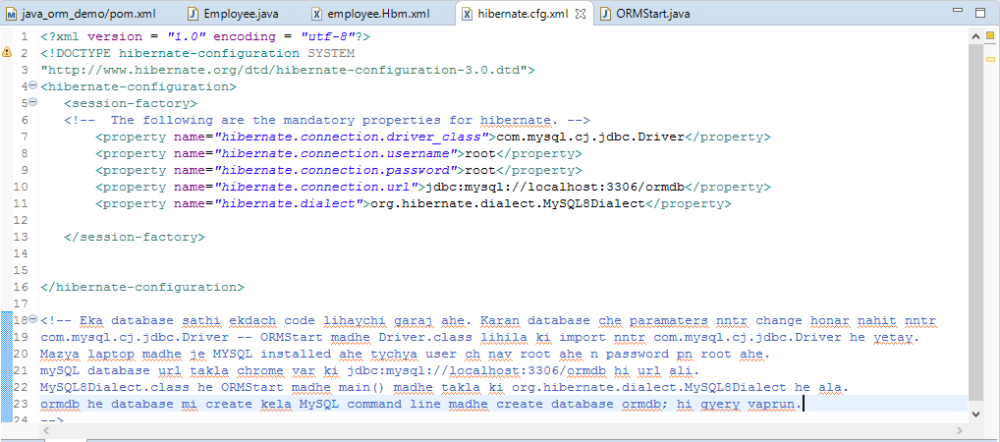 java_orm_demo/pom.xml Employee.java employee.Hbm.xml hibernate.cfg.xml ORMStart.java
1 <?xml version = "1.0" encoding = "utf-8"?>
2 <!DOCTYPE hibernate-configuration SYSTEM
3 "http://www.hibernate.org/dtd/hibernate-configuration-3.0.dtd">
4 <hibernate-configuration>
5 <session-factory>
6 <!-- The following are the mandatory properties for hibernate. -->
7 <property name="hibernate.connection.driver_class">com.mysql.cj.jdbc.Driver</property>
8 <property name="hibernate.connection.username">root</property>
9 <property name="hibernate.connection.password">root</property>
10 <property name="hibernate.connection.url">jdbc:mysql://localhost:3306/ormdb</property>
11 <property name="hibernate.dialect">org.hibernate.dialect.MySQL8Dialect</property>
12
13 </session-factory>
14
15
16 </hibernate-configuration>
17
18 <!-- Eka database sathi ekdach code lihaychi garaj ahe. Karan database che paramaters nntr change honar nahit nntr
19 com.mysql.cj.jdbc.Driver -- ORMStart madhe Driver.class lihila ki import nntr com.mysql.cj.jdbc.Driver he yetay.
20 Mazya laptop madhe je MYSQL installed ahe tychya user ch nav root ahe n password pn root ahe.
21 mySQL database url takla chrome var ki jdbc:mysql://localhost:3306/ormdb hi url ali.
22 MySQL8Dialect.class he ORMStart madhe main() madhe takla ki org.hibernate.dialect.MySQL8Dialect he ala.
23 ormdb he database mi create kela MySQL command line madhe create database ormdb; hi qyery vaprun.
24 -->